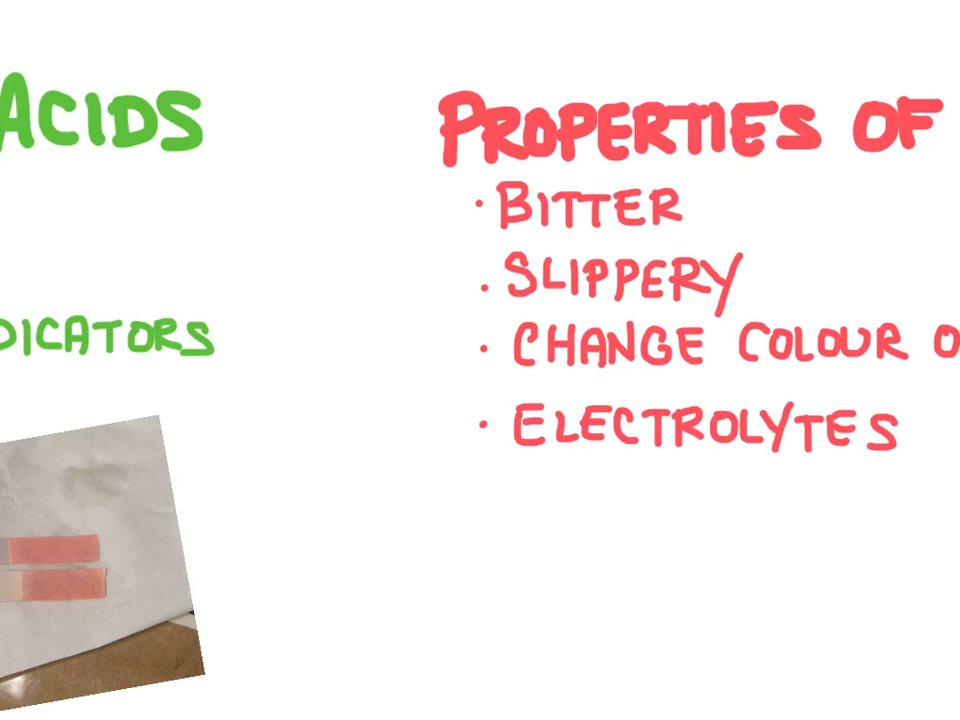 ACIDS
DICATORS
PROPERTIES OF
· BITTER
· SLIPPERY
· CHANGE COLOUR O
· ELECTROLYTES